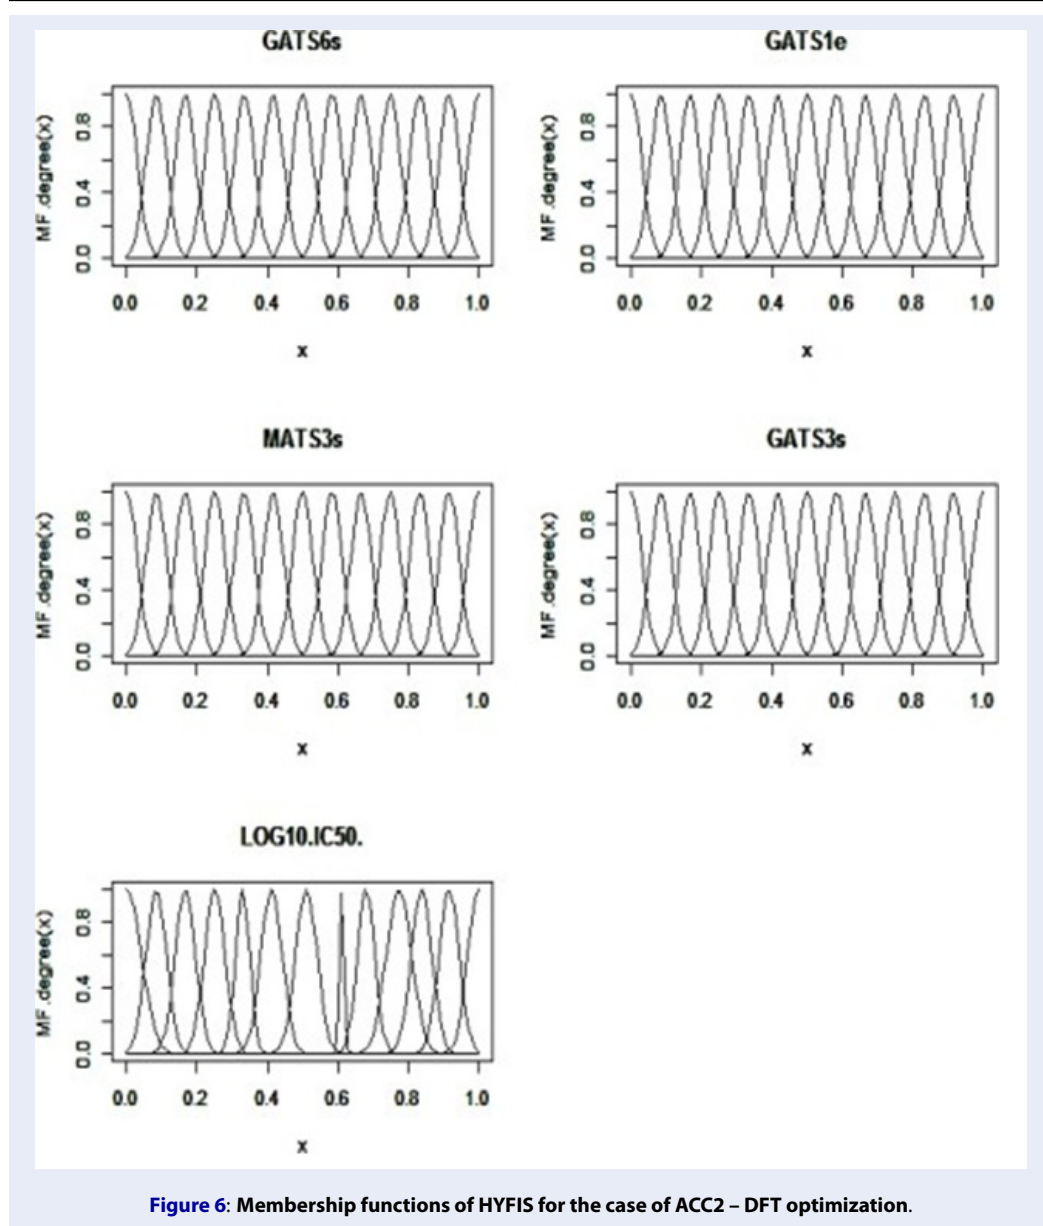 GATS6s
MF.degree(x)
0.0 0.4 0.8
0.0 0.2 0.4 0.6 0.8 1.0
x
GATS1e
MF.degree(x)
0.0 0.4 0.8
0.0 0.2 0.4 0.6 0.8 1.0
x
MATS3s
MF.degree(x)
0.0 0.4 0.8
0.0 0.2 0.4 0.6 0.8 1.0
x
GATS3s
MF.degree(x)
0.0 0.4 0.8
0.0 0.2 0.4 0.6 0.8 1.0
x
LOG10.IC50.
MF.degree(x)
0.0 0.4 0.8
0.0 0.2 0.4 0.6 0.8 1.0
x
Figure 6: Membership functions of HYFIS for the case of ACC2 – DFT optimization.